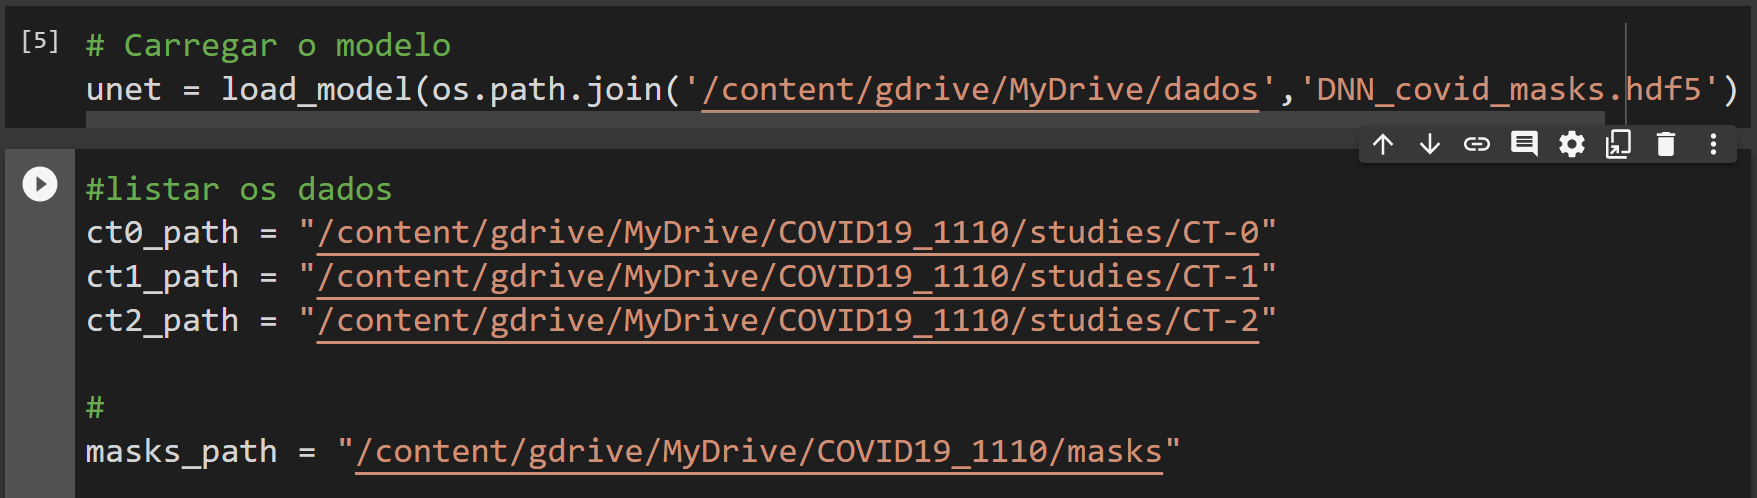 [5] # Carregar o modelo
unet = load_model(os.path.join('/content/gdrive/MyDrive/dados','DNN_covid_masks.hdf5')
#listar os dados
ct0_path = "/content/gdrive/MyDrive/COVID19_1110/studies/CT-0"
ct1_path = "/content/gdrive/MyDrive/COVID19_1110/studies/CT-1"
ct2_path = "/content/gdrive/MyDrive/COVID19_1110/studies/CT-2"
#
masks_path = "/content/gdrive/MyDrive/COVID19_1110/masks"